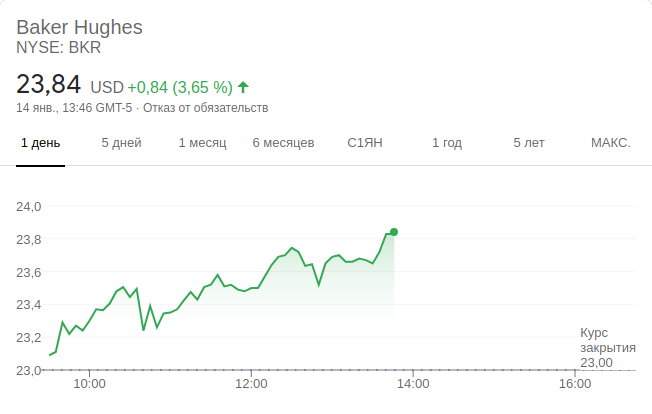 Baker Hughes
NYSE: BKR
23,84 USD +0,84 (3,65 %)
14 янв., 13:46 GMT-5 · Отказ от обязательств
1 день 5 дней 1 месяц 6 месяцев С1ЯН 1 год 5 лет МАКС.
24,0
23,8
23,6
23,4
23,2
23,0
Курс
закрытия
23,00
10:00 12:00 14:00 16:00